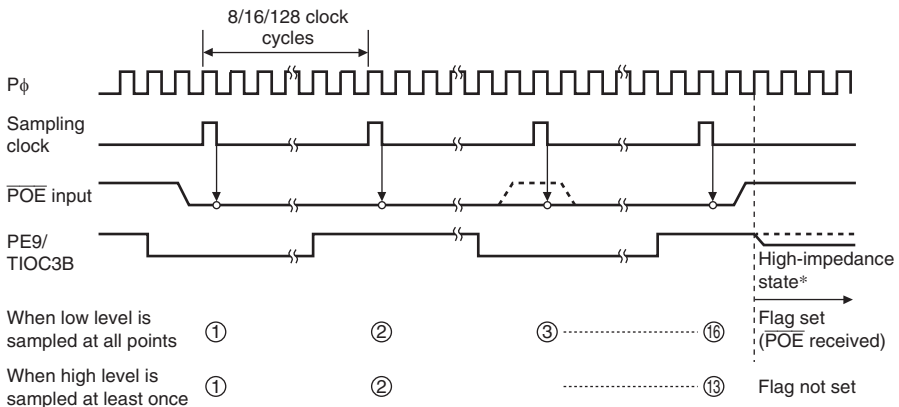 8/16/128 clock
cycles
Pϕ
Sampling
clock
POE input
PE9/
TIOC3B
High-impedance
state*
When low level is
sampled at all points
① ② ③ ⑯
Flag set
(POE received)
When high level is
sampled at least once
① ② ⑬
Flag not set